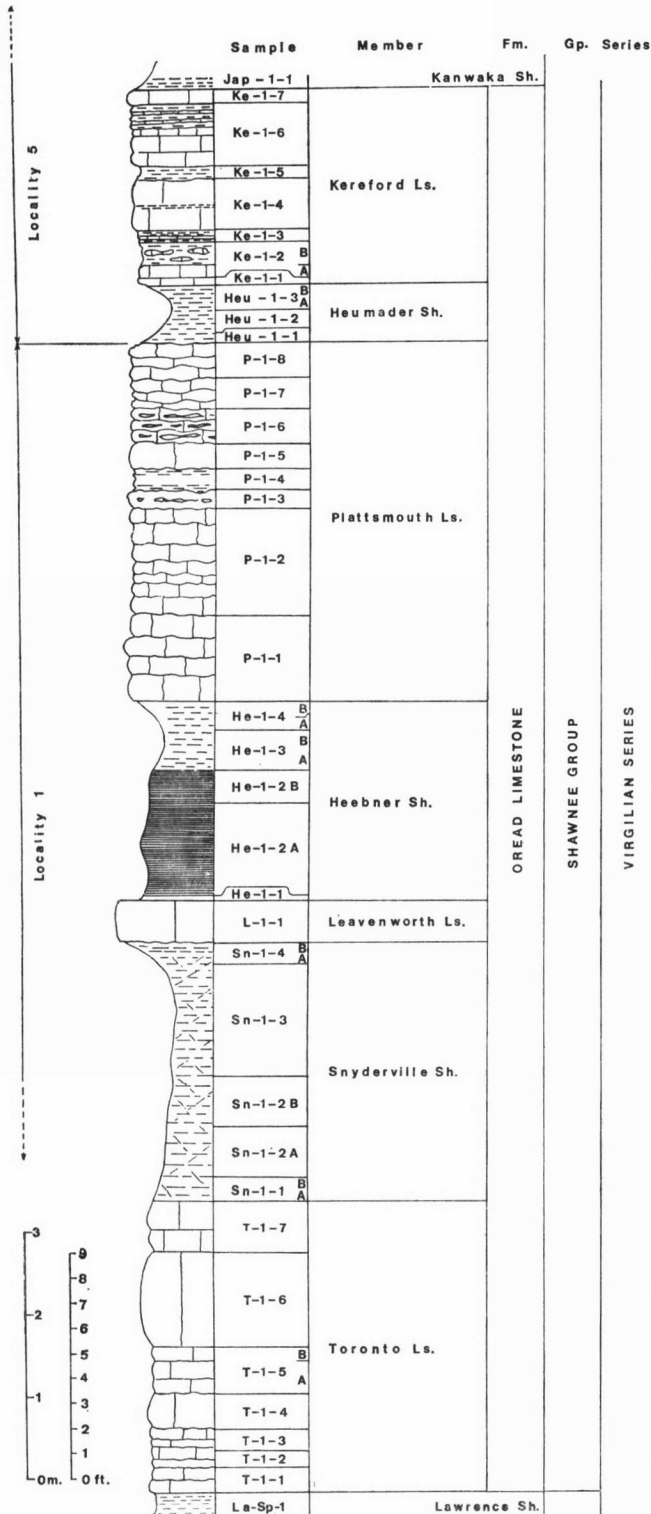 Sample Member Fm. Gp. Series
Jap - 1-1 Kanwaka Sh.
Ke-1-7
Ke-1-6
Ke-1-5
Kereford Ls.
Ke-1-4
Ke-1-3
Ke-1-2 B
A
Ke-1-1
Heu - 1-3 B
A
Heu - 1-2
Heumader Sh.
Heu - 1-1
Locality 5
P-1-8
P-1-7
P-1-6
P-1-5
P-1-4
P-1-3
Plattsmouth Ls.
P-1-2
P-1-1
He-1-4 B
A
He-1-3 B
A
He-1-2 B
Heebner Sh.
He-1-2A
He-1-1
L-1-1 Leavenworth Ls.
Sn-1-4 B
A
Sn-1-3
Snyderville Sh.
Sn-1-2 B
Sn-1-2A
Sn-1-1 B
A
Locality 1
OREAD LIMESTONE
SHAWNEE GROUP
VIRGILIAN SERIES
T-1-7
T-1-6
Toronto Ls.
T-1-5 B
A
T-1-4
T-1-3
T-1-2
T-1-1
La-Sp-1 Lawrence Sh.
3
2
1
0m.
9
8
7
6
5
4
3
2
1
0 ft.